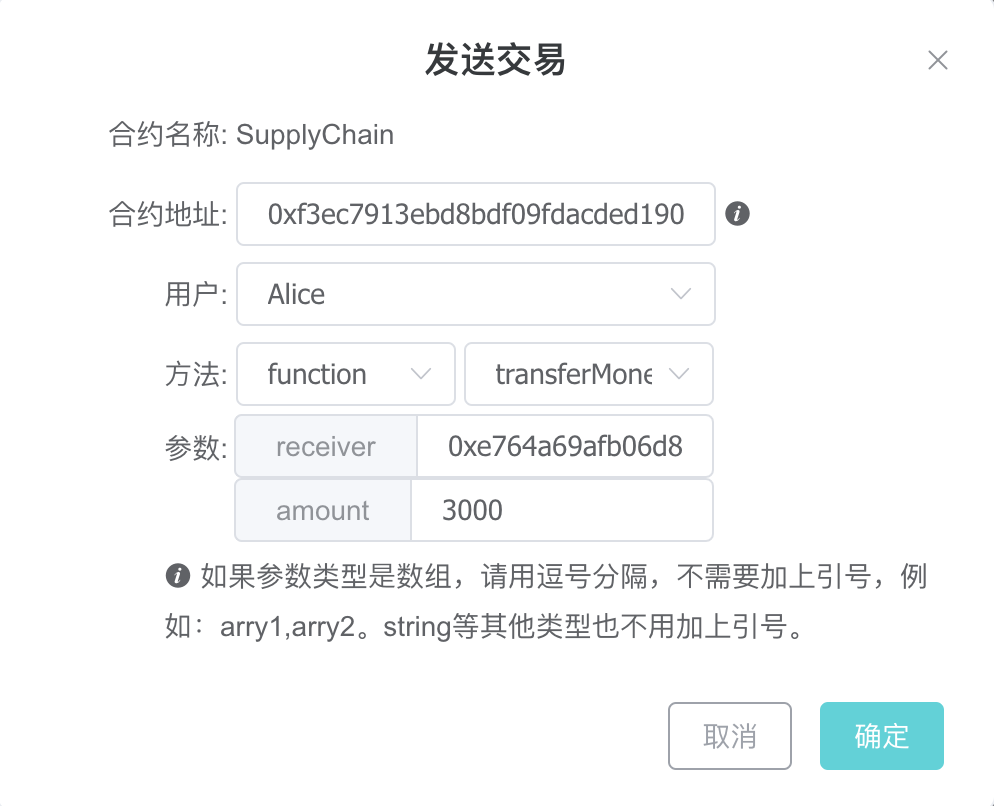 发送交易
合约名称: SupplyChain
合约地址: 0xf3ec7913ebd8bdf09fdacded190
用户: Alice
方法: function transferMone
参数: receiver 0xe764a69afb06d8
amount 3000
如果参数类型是数组，请用逗号分隔，不需要加上引号，例
如：arry1,arry2。string等其他类型也不用加上引号。
取消 确定